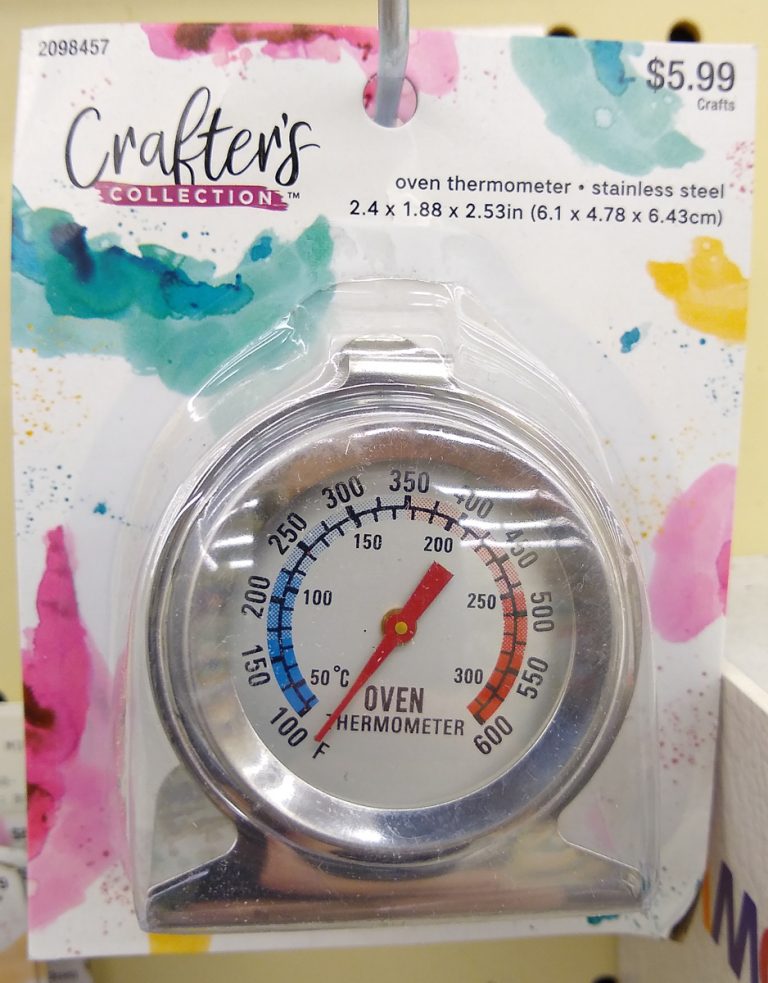 2098457
$5.99
Crafts
Crafter's
COLLECTION™
oven thermometer • stainless steel
2.4 x 1.88 x 2.53in (6.1 x 4.78 x 6.43cm)
100 150 200 250 300 350 400 450 500 550 600
F
50°C 100 150 200 250 300
OVEN
THERMOMETER